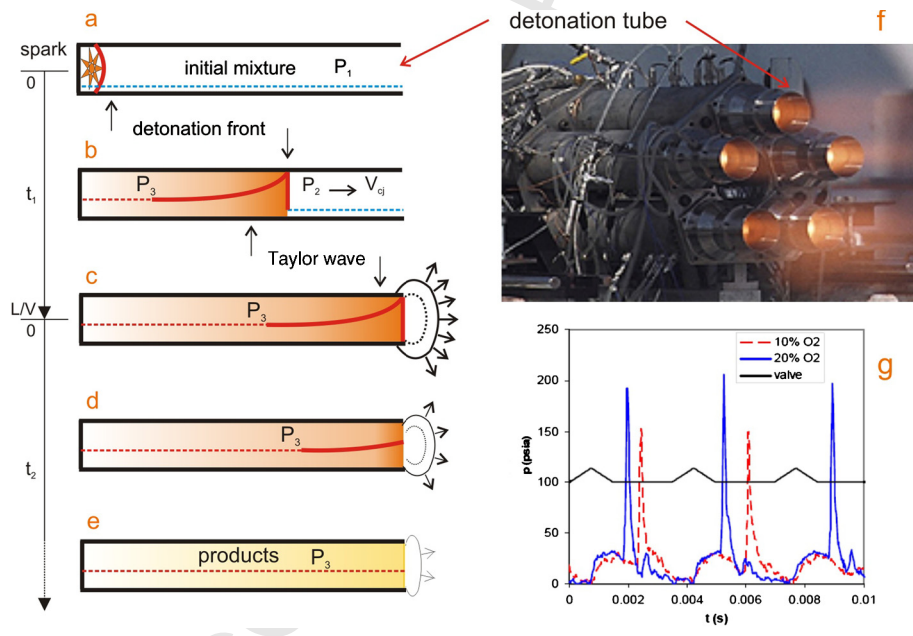 a
spark
0
initial mixture P1
detonation tube
detonation front
b
t1
P3
P2 Vcj
Taylor wave
c
L/V
0
P3
d
P3
t2
e
products P3
f
g
250
200
150
100
50
0
p (psia)
10% O2
20% O2
valve
0 0.002 0.004 0.006 0.008 0.01
t (s)